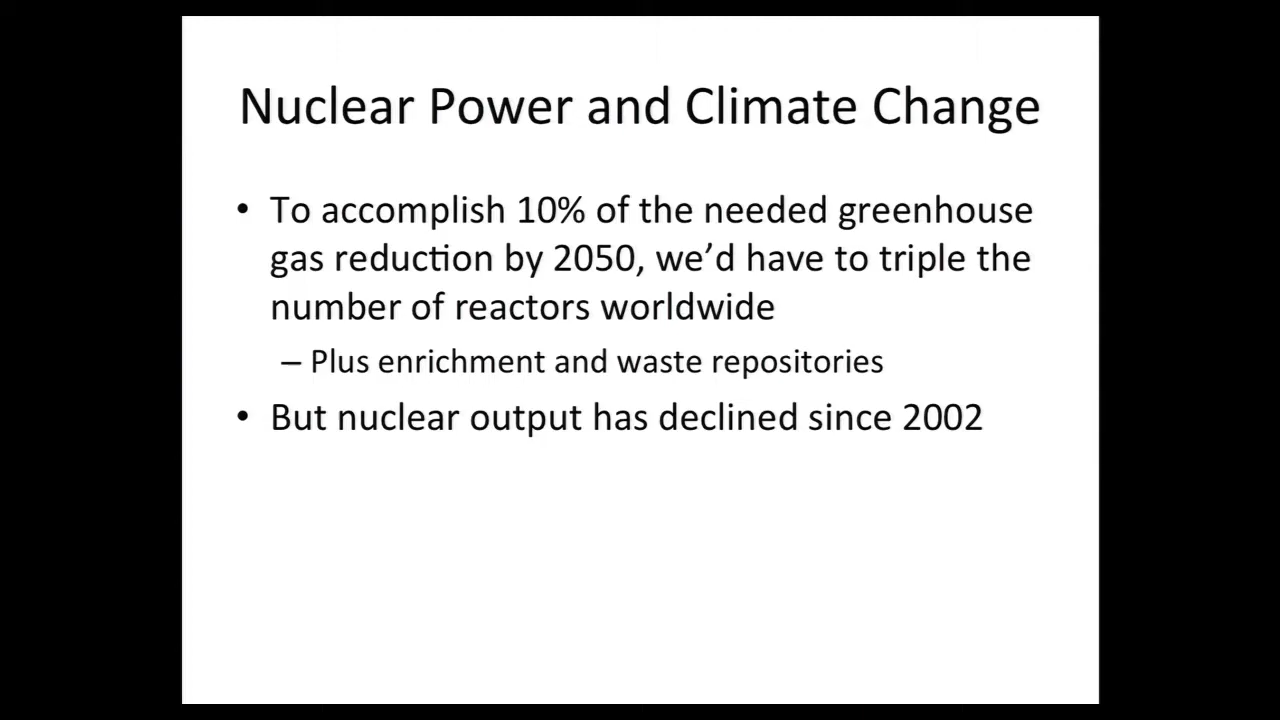 Nuclear Power and Climate Change
• To accomplish 10% of the needed greenhouse
gas reduction by 2050, we’d have to triple the
number of reactors worldwide
– Plus enrichment and waste repositories
• But nuclear output has declined since 2002